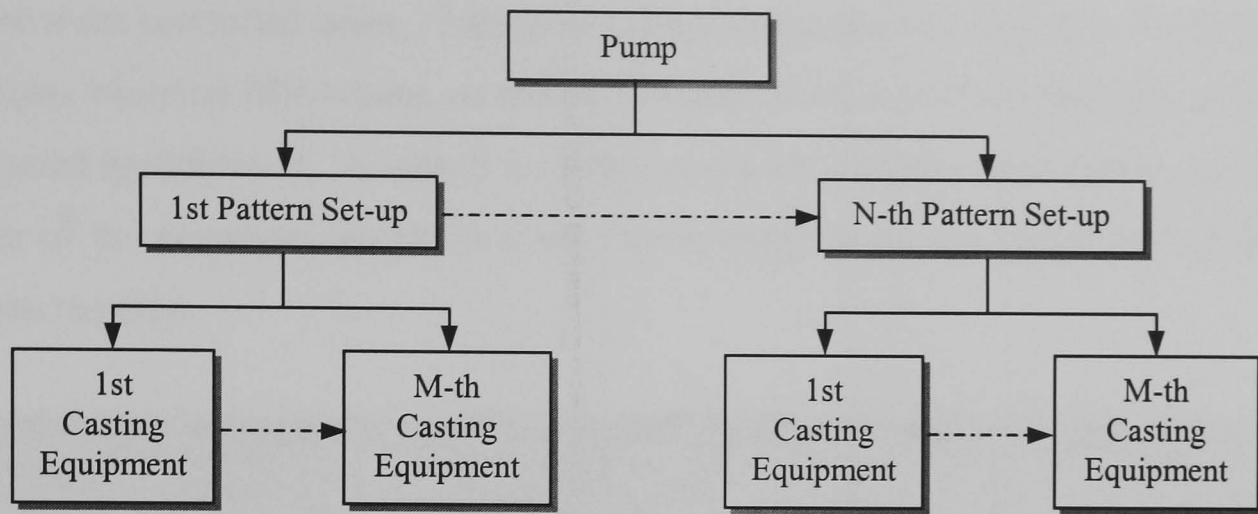 Pump
1st Pattern Set-up
N-th Pattern Set-up
1st
Casting
Equipment
M-th
Casting
Equipment
1st
Casting
Equipment
M-th
Casting
Equipment